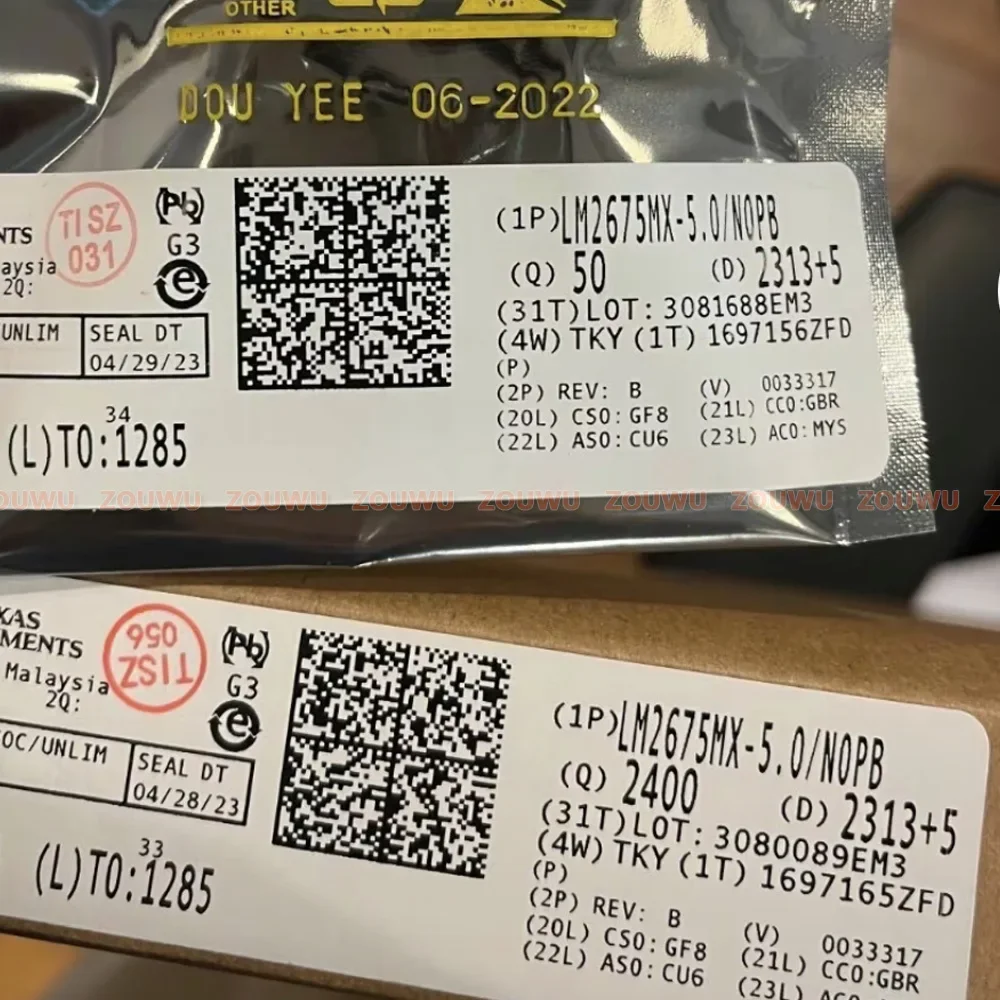 OTHER
DOU YEE 06-2022
NTS
aysia
2Q:
TI SZ
031
Pb
G3
e
UNLIM
SEAL DT
04/29/23
34
(L)TO:1285
(1P)LM2675MX-5.0/NOPB
(Q) 50 (D) 2313+5
(31T)LOT: 3081688EM3
(4W) TKY (1T) 1697156ZFD
(P)
(2P) REV: B (V) 0033317
(20L) CSO: GF8 (21L) CCO:GBR
(22L) ASO: CU6 (23L) ACO: MYS
ZOUWU ZOUWU ZOUWU ZOUWU ZOUWU ZOUWU ZOUWU
XAS
MENTS
Malaysia
2Q:
TISZ
056
Pb
G3
e
OC/UNLIM
SEAL DT
04/28/23
33
(L)TO:1285
(1P)LM2675MX-5.0/NOPB
(Q) 2400 (D) 2313+5
(31T)LOT: 3080089EM3
(4W) TKY (1T) 1697165ZFD
(P)
(2P) REV: B (V) 0033317
(20L) CSO: GF8 (21L) CCO:GBR
(22L) ASO: CU6 (23L)